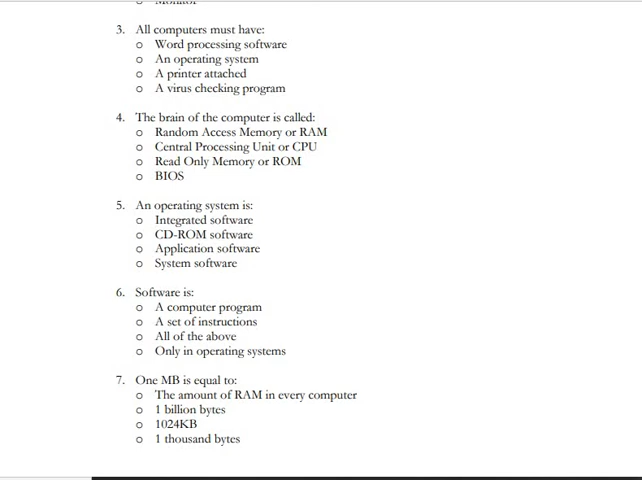 3. All computers must have:
o Word processing software
o An operating system
o A printer attached
o A virus checking program
4. The brain of the computer is called:
o Random Access Memory or RAM
o Central Processing Unit or CPU
o Read Only Memory or ROM
o BIOS
5. An operating system is:
o Integrated software
o CD-ROM software
o Application software
o System software
6. Software is:
o A computer program
o A set of instructions
o All of the above
o Only in operating systems
7. One MB is equal to:
o The amount of RAM in every computer
o 1 billion bytes
o 1024KB
o 1 thousand bytes